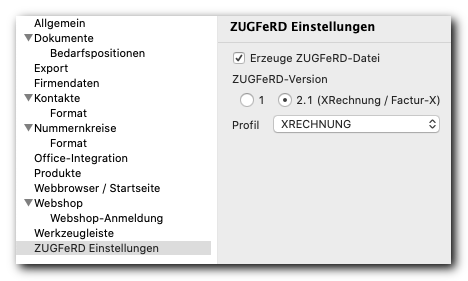 Allgemein
Dokumente
Bedarfspositionen
Export
Firmendaten
Kontakte
Format
Nummernkreise
Format
Office-Integration
Produkte
Webbrowser / Startseite
Webshop
Webshop-Anmeldung
Werkzeugleiste
ZUGFeRD Einstellungen
ZUGFeRD Einstellungen
Erzeuge ZUGFeRD-Datei
ZUGFeRD-Version
1 2.1 (XRechnung / Factur-X)
Profil XRECHNUNG